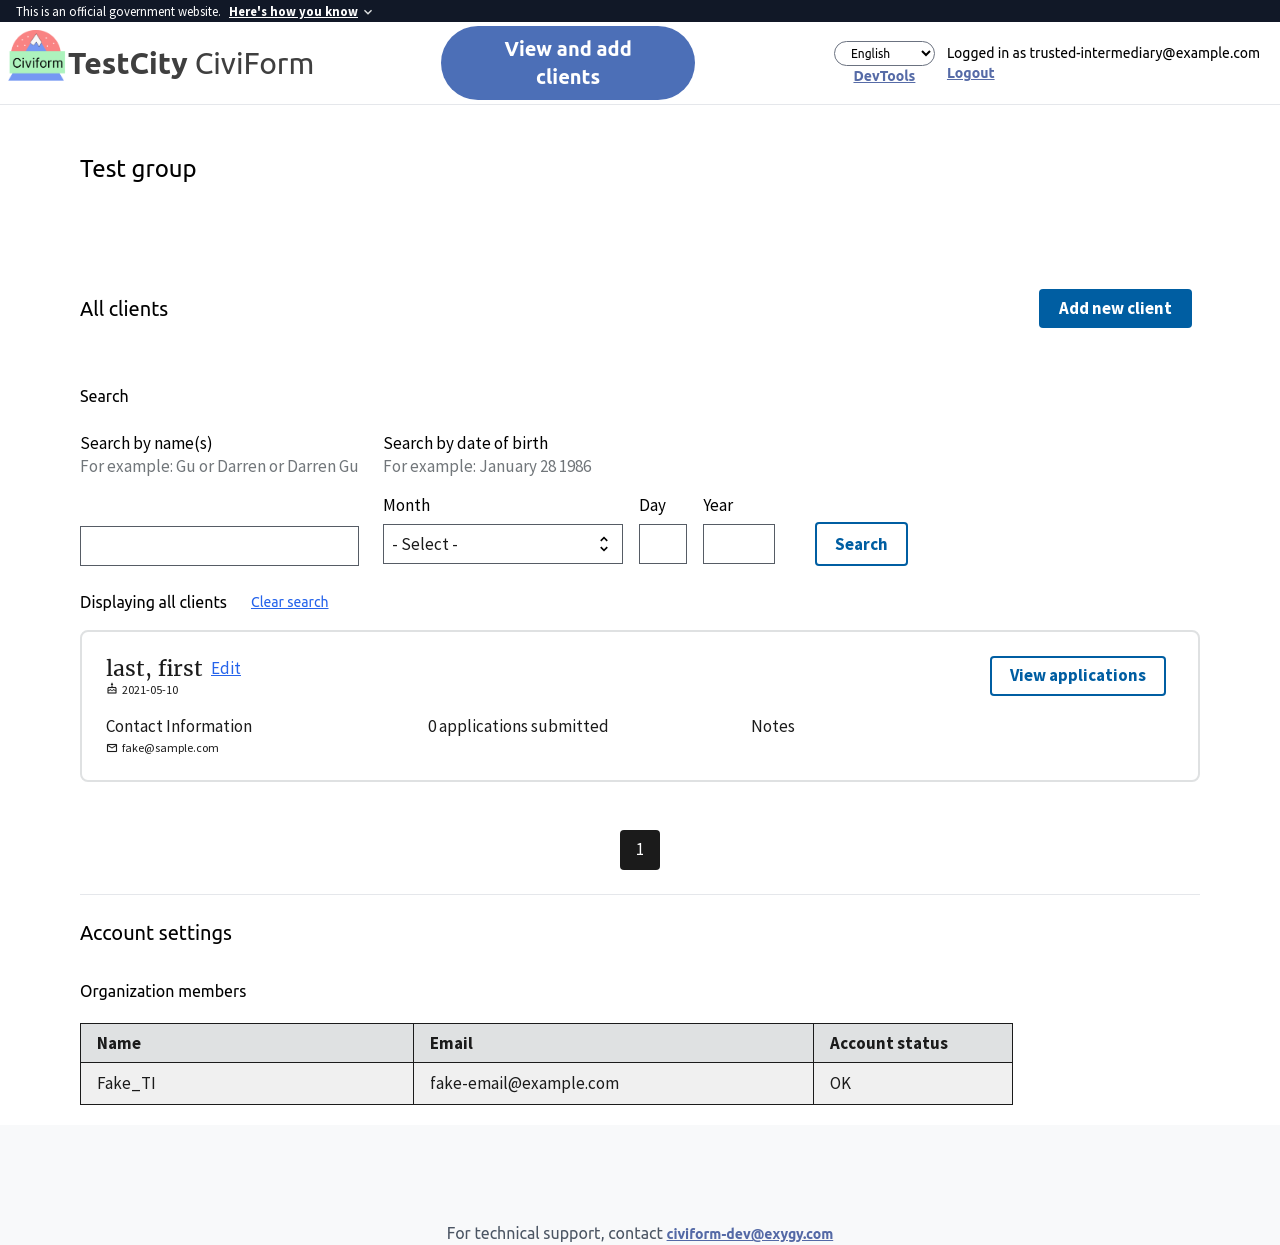 This is an official government website. Here's how you know
Civiform
TestCity CiviForm
View and add
clients
English
DevTools
Logged in as trusted-intermediary@example.com
Logout
Test group
All clients
Add new client
Search
Search by name(s)
For example: Gu or Darren or Darren Gu
Search by date of birth
For example: January 28 1986
Month
Day
Year
- Select -
Search
Displaying all clients
Clear search
last, first Edit
2021-05-10
View applications
Contact Information
0 applications submitted
Notes
fake@sample.com
1
Account settings
Organization members
Name Email Account status
Fake_TI fake-email@example.com OK
For technical support, contact civiform-dev@exygy.com